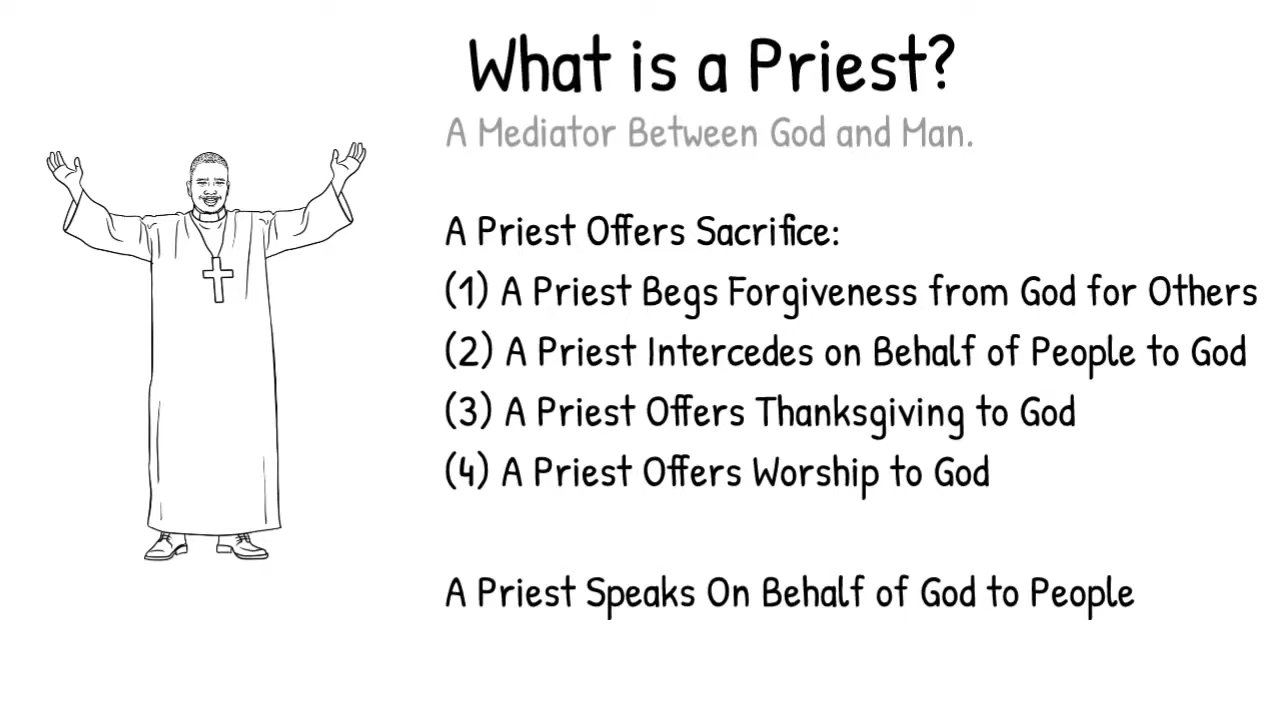 What is a Priest?
A Mediator Between God and Man.
A Priest Offers Sacrifice:
(1) A Priest Begs Forgiveness from God for Others
(2) A Priest Intercedes on Behalf of People to God
(3) A Priest Offers Thanksgiving to God
(4) A Priest Offers Worship to God
A Priest Speaks On Behalf of God to People